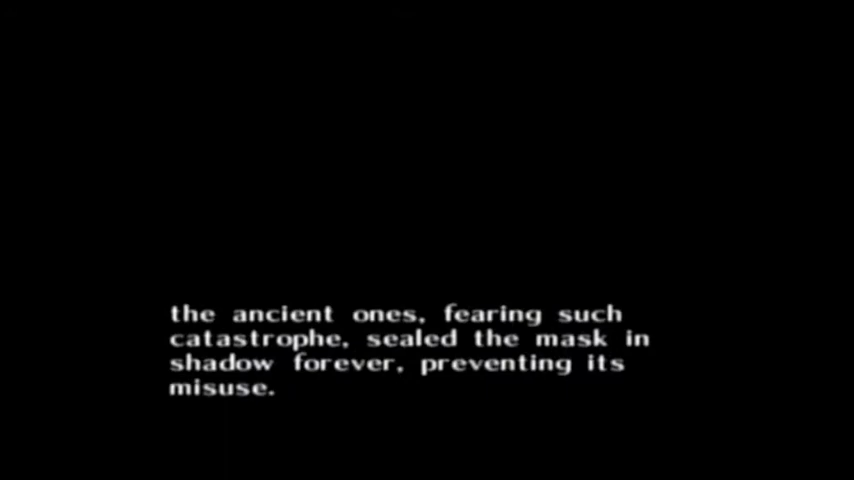 the ancient ones, fearing such
catastrophe, sealed the mask in
shadow forever, preventing its
misuse.